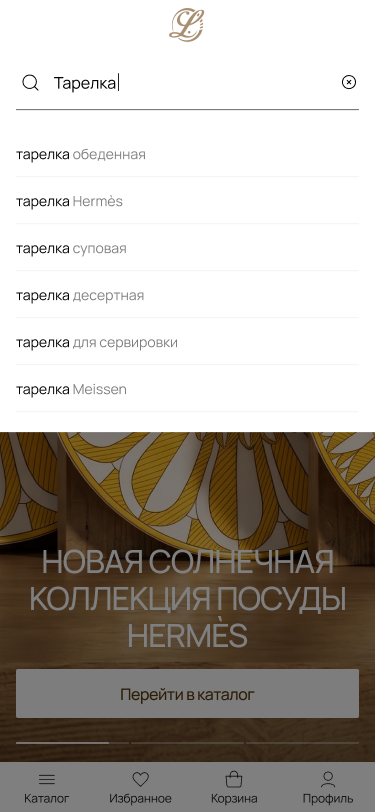 L
Тарелка
тарелка обеденная
тарелка Hermès
тарелка суповая
тарелка десертная
тарелка для сервировки
тарелка Meissen
НОВАЯ СОЛНЕЧНАЯ
КОЛЛЕКЦИЯ ПОСУДЫ
HERMÈS
Перейти в каталог
Каталог Избранное Корзина Профиль